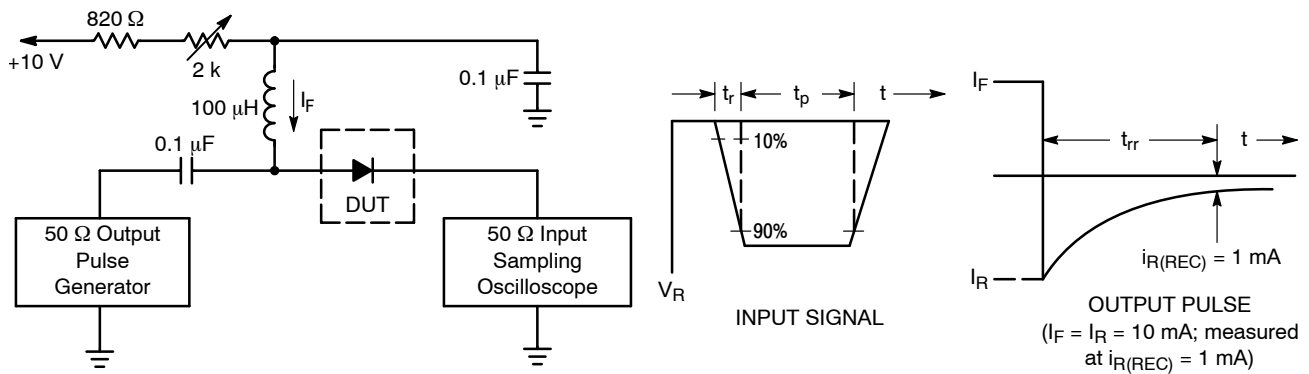 820 Ω
+10 V
2 k
0.1 μF
100 μH
I_F
0.1 μF
DUT
50 Ω Output
Pulse
Generator
50 Ω Input
Sampling
Oscilloscope
t_r
t_p
t
10%
90%
V_R
INPUT SIGNAL
I_F
t_rr
t
I_R
i_R(REC) = 1 mA
OUTPUT PULSE
(I_F = I_R = 10 mA; measured
at i_R(REC) = 1 mA)